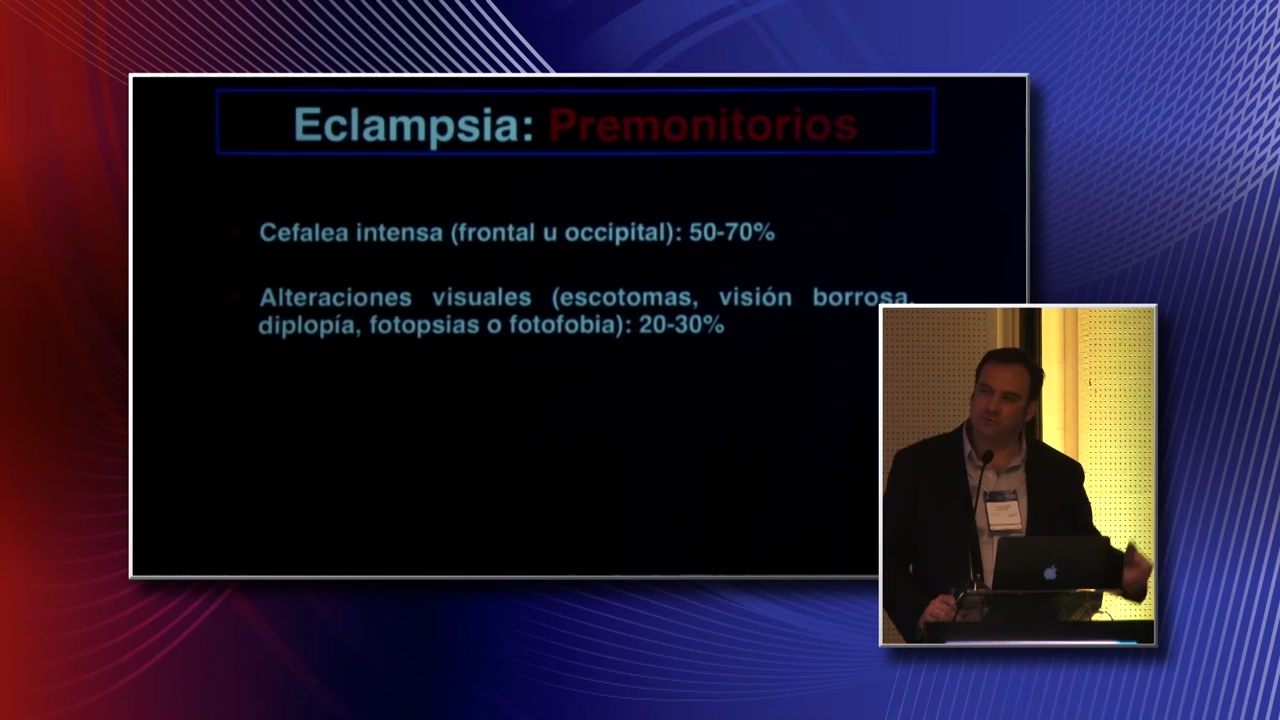 Eclampsia: Premonitorios
Cefalea intensa (frontal u occipital): 50-70%
Alteraciones visuales (escotomas, visión borrosa,
diplopía, fotopsias o fotofobia): 20-30%